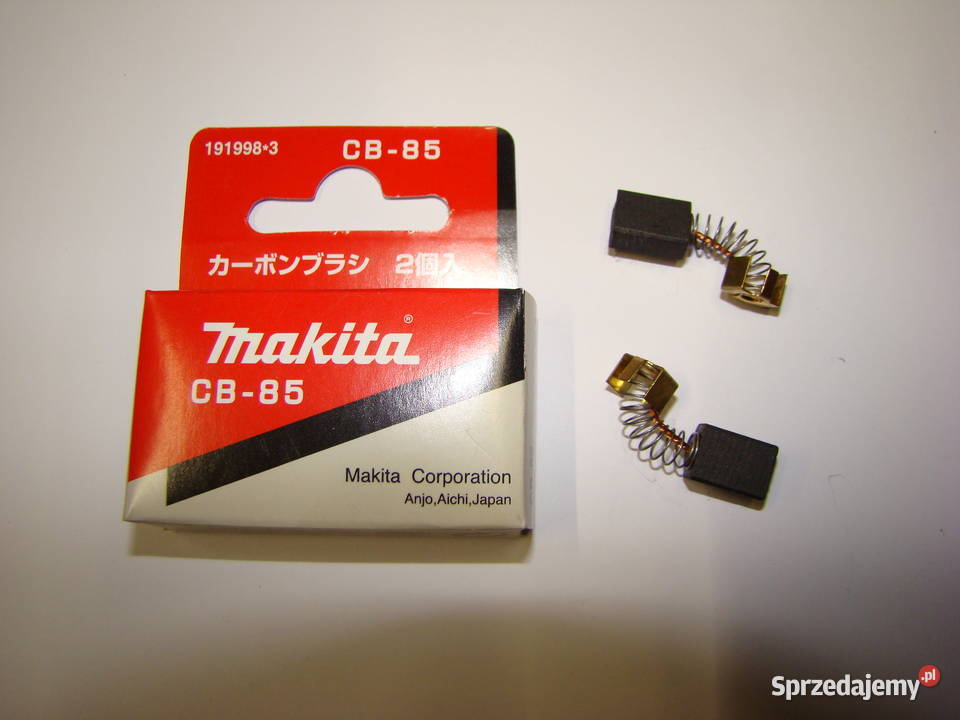 191998*3 CB-85
カーボンブラシ 2個入
makita®
CB-85
Makita Corporation
Anjo,Aichi,Japan
Sprzedajemy.pl